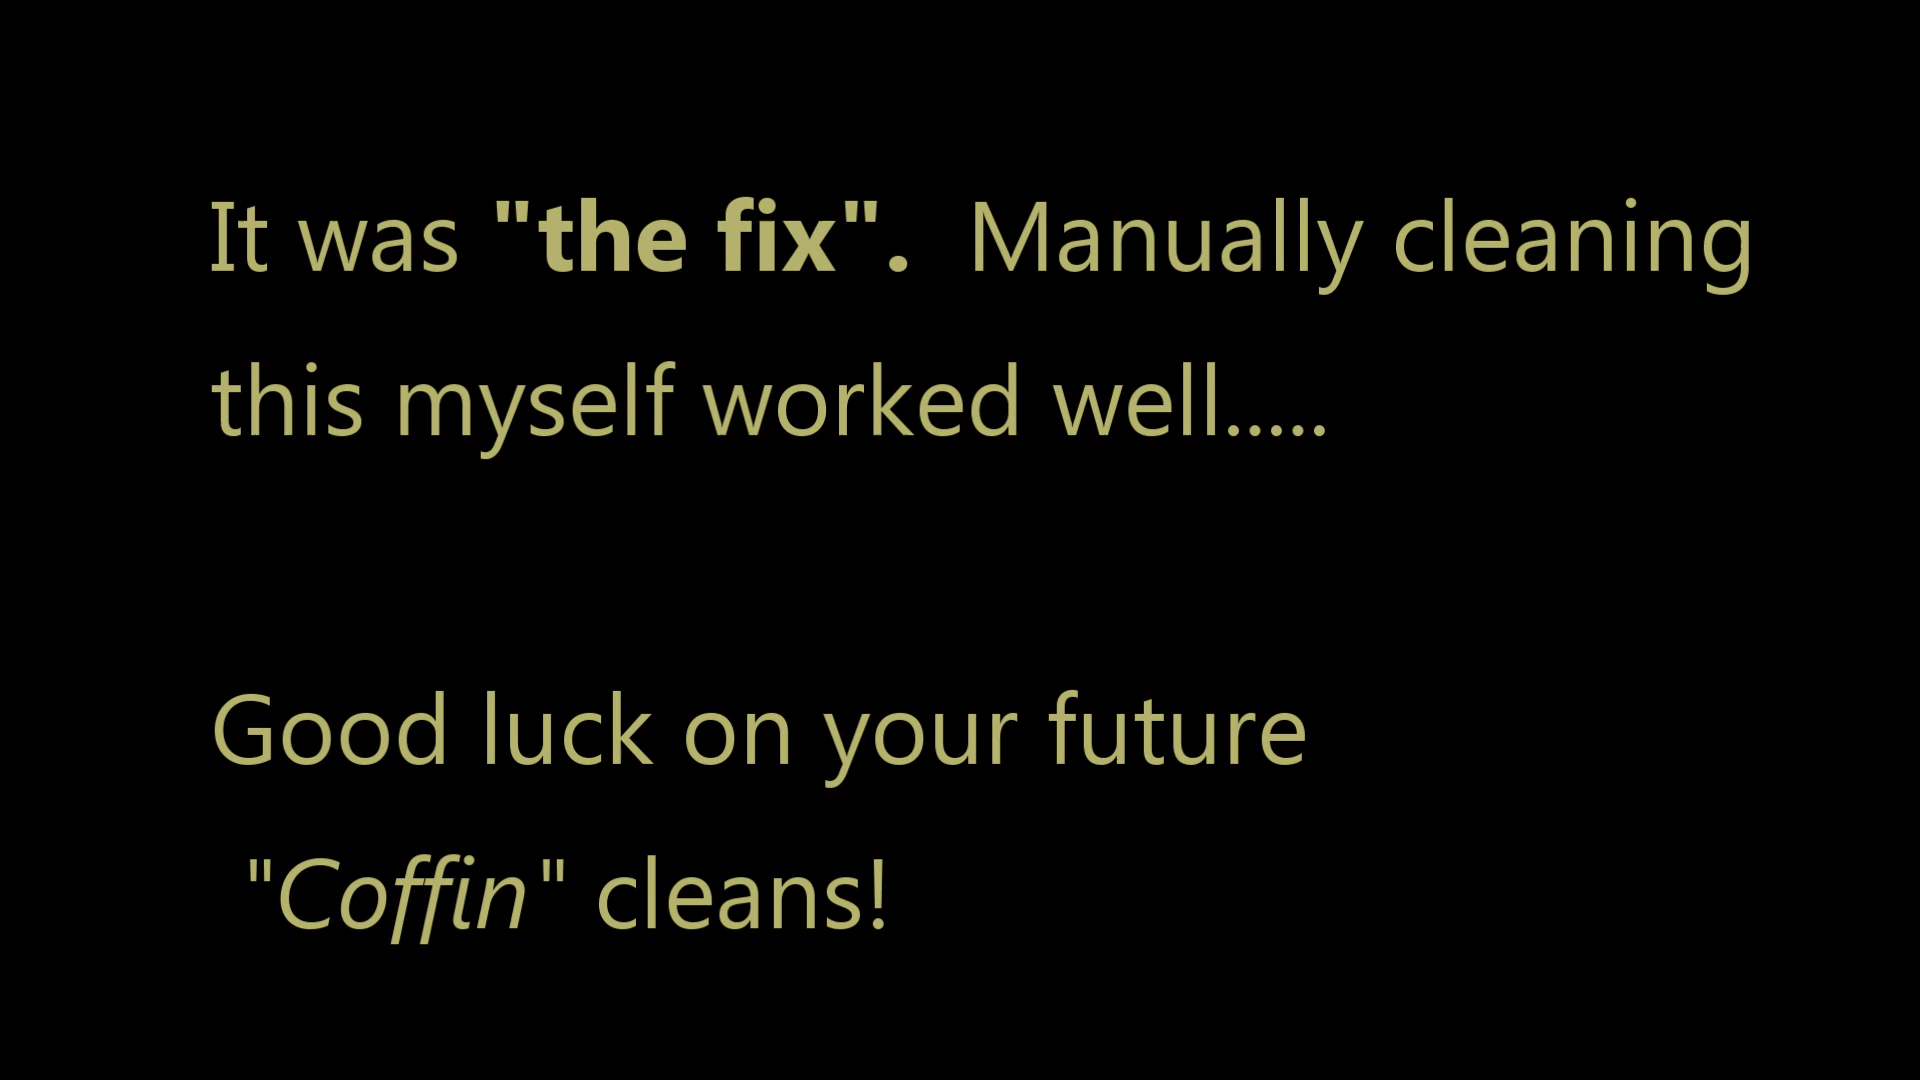 It was "the fix".  Manually cleaning
this myself worked well.....
Good luck on your future
"Coffin" cleans!